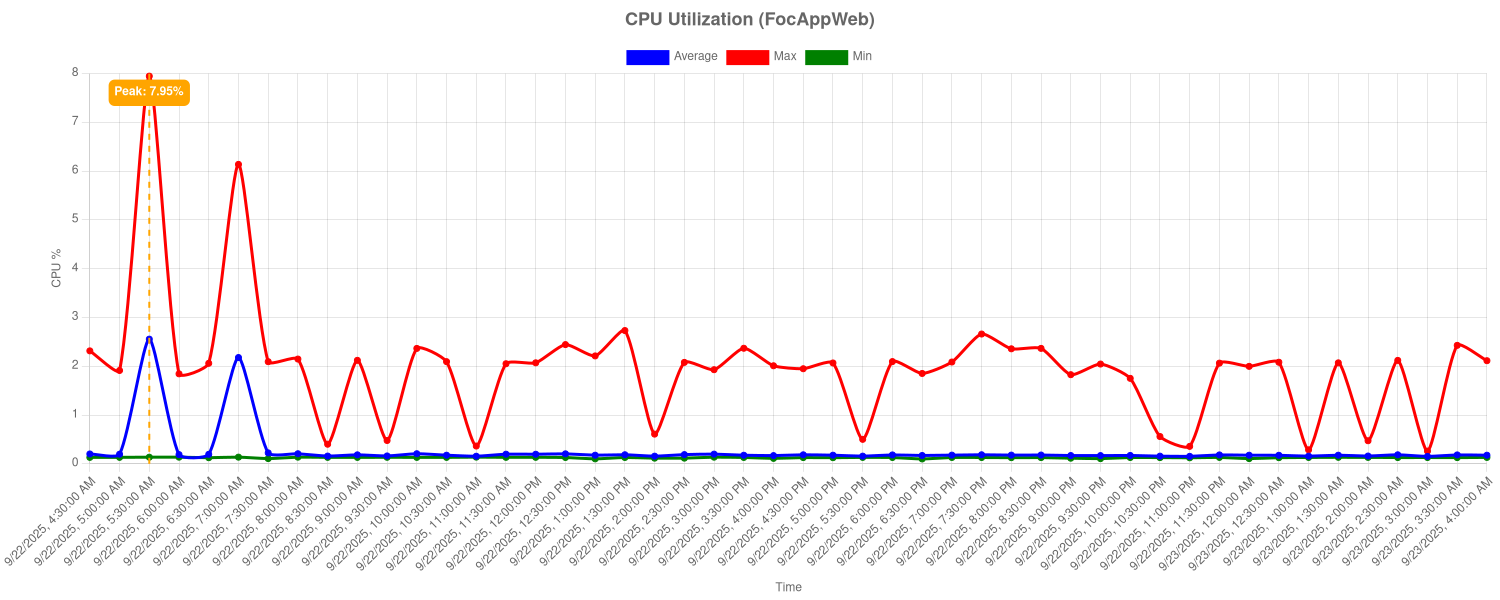 CPU Utilization (FocAppWeb)
Average Max Min
8
Peak: 7.95%
7
6
5
4
3
2
1
0
CPU %
9/22/2025, 4:30:00 AM
9/22/2025, 5:00:00 AM
9/22/2025, 5:30:00 AM
9/22/2025, 6:00:00 AM
9/22/2025, 6:30:00 AM
9/22/2025, 7:00:00 AM
9/22/2025, 7:30:00 AM
9/22/2025, 8:00:00 AM
9/22/2025, 8:30:00 AM
9/22/2025, 9:00:00 AM
9/22/2025, 9:30:00 AM
9/22/2025, 10:00:00 AM
9/22/2025, 10:30:00 AM
9/22/2025, 11:00:00 AM
9/22/2025, 11:30:00 AM
9/22/2025, 12:00:00 PM
9/22/2025, 12:30:00 PM
9/22/2025, 1:00:00 PM
9/22/2025, 1:30:00 PM
9/22/2025, 2:00:00 PM
9/22/2025, 2:30:00 PM
9/22/2025, 3:00:00 PM
9/22/2025, 3:30:00 PM
9/22/2025, 4:00:00 PM
9/22/2025, 4:30:00 PM
9/22/2025, 5:00:00 PM
9/22/2025, 5:30:00 PM
9/22/2025, 6:00:00 PM
9/22/2025, 6:30:00 PM
9/22/2025, 7:00:00 PM
9/22/2025, 7:30:00 PM
9/22/2025, 8:00:00 PM
9/22/2025, 8:30:00 PM
9/22/2025, 9:00:00 PM
9/22/2025, 9:30:00 PM
9/22/2025, 10:00:00 PM
9/22/2025, 10:30:00 PM
9/22/2025, 11:00:00 PM
9/22/2025, 11:30:00 PM
9/23/2025, 12:00:00 AM
9/23/2025, 12:30:00 AM
9/23/2025, 1:00:00 AM
9/23/2025, 1:30:00 AM
9/23/2025, 2:00:00 AM
9/23/2025, 2:30:00 AM
9/23/2025, 3:00:00 AM
9/23/2025, 3:30:00 AM
9/23/2025, 4:00:00 AM
Time